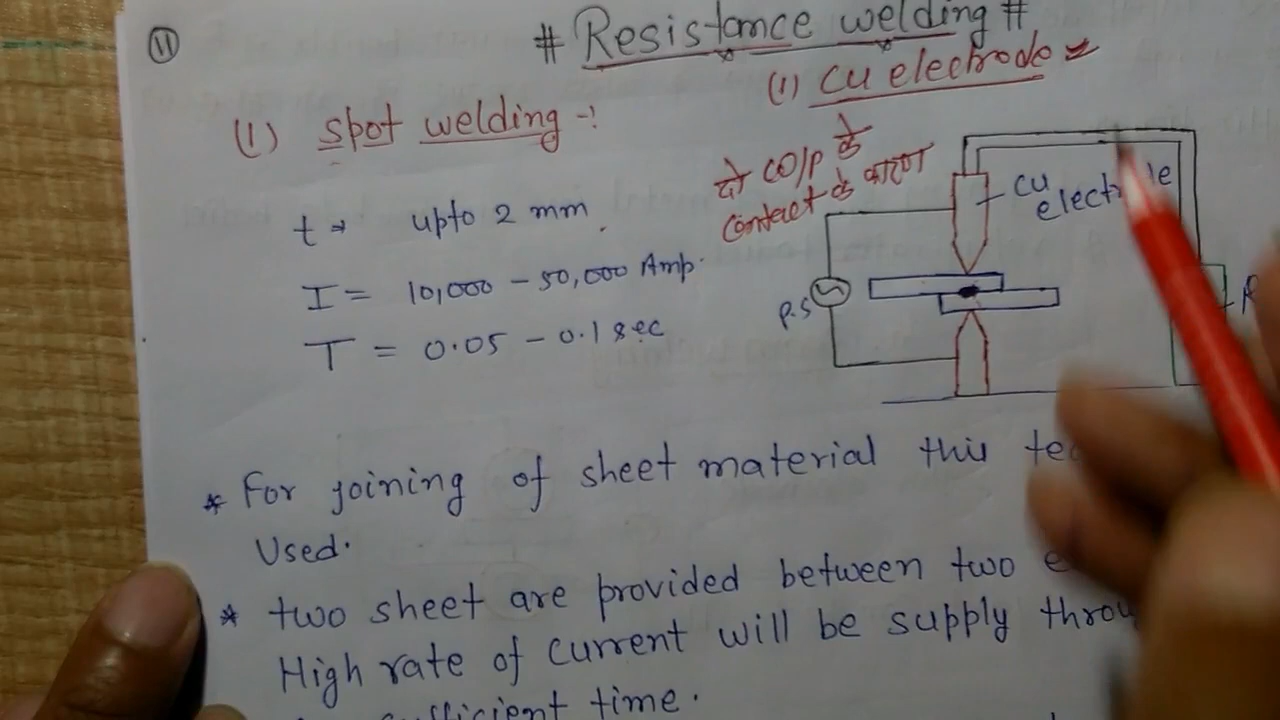 11
# Resistance welding #
(1) Cu electrode
(1) spot welding -:
दो CO/P के
contact के कारण
t → upto 2 mm
I = 10,000 - 50,000 Amp.
T = 0.05 - 0.1 sec
Cu
P.S
* For joining of sheet material this
Used.
* two sheet are provided between two
High rate of current will be supply
time.